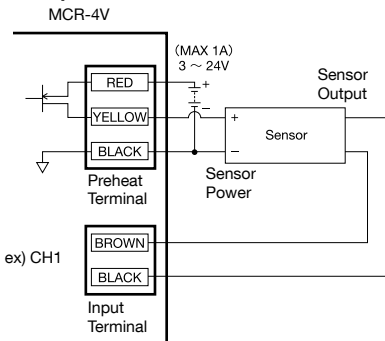 MCR-4V
(MAX 1A)
3 ～ 24V
RED
+
−
YELLOW
BLACK
Preheat
Terminal
+
−
Sensor
Sensor
Power
Sensor
Output
ex) CH1
BROWN
BLACK
Input
Terminal